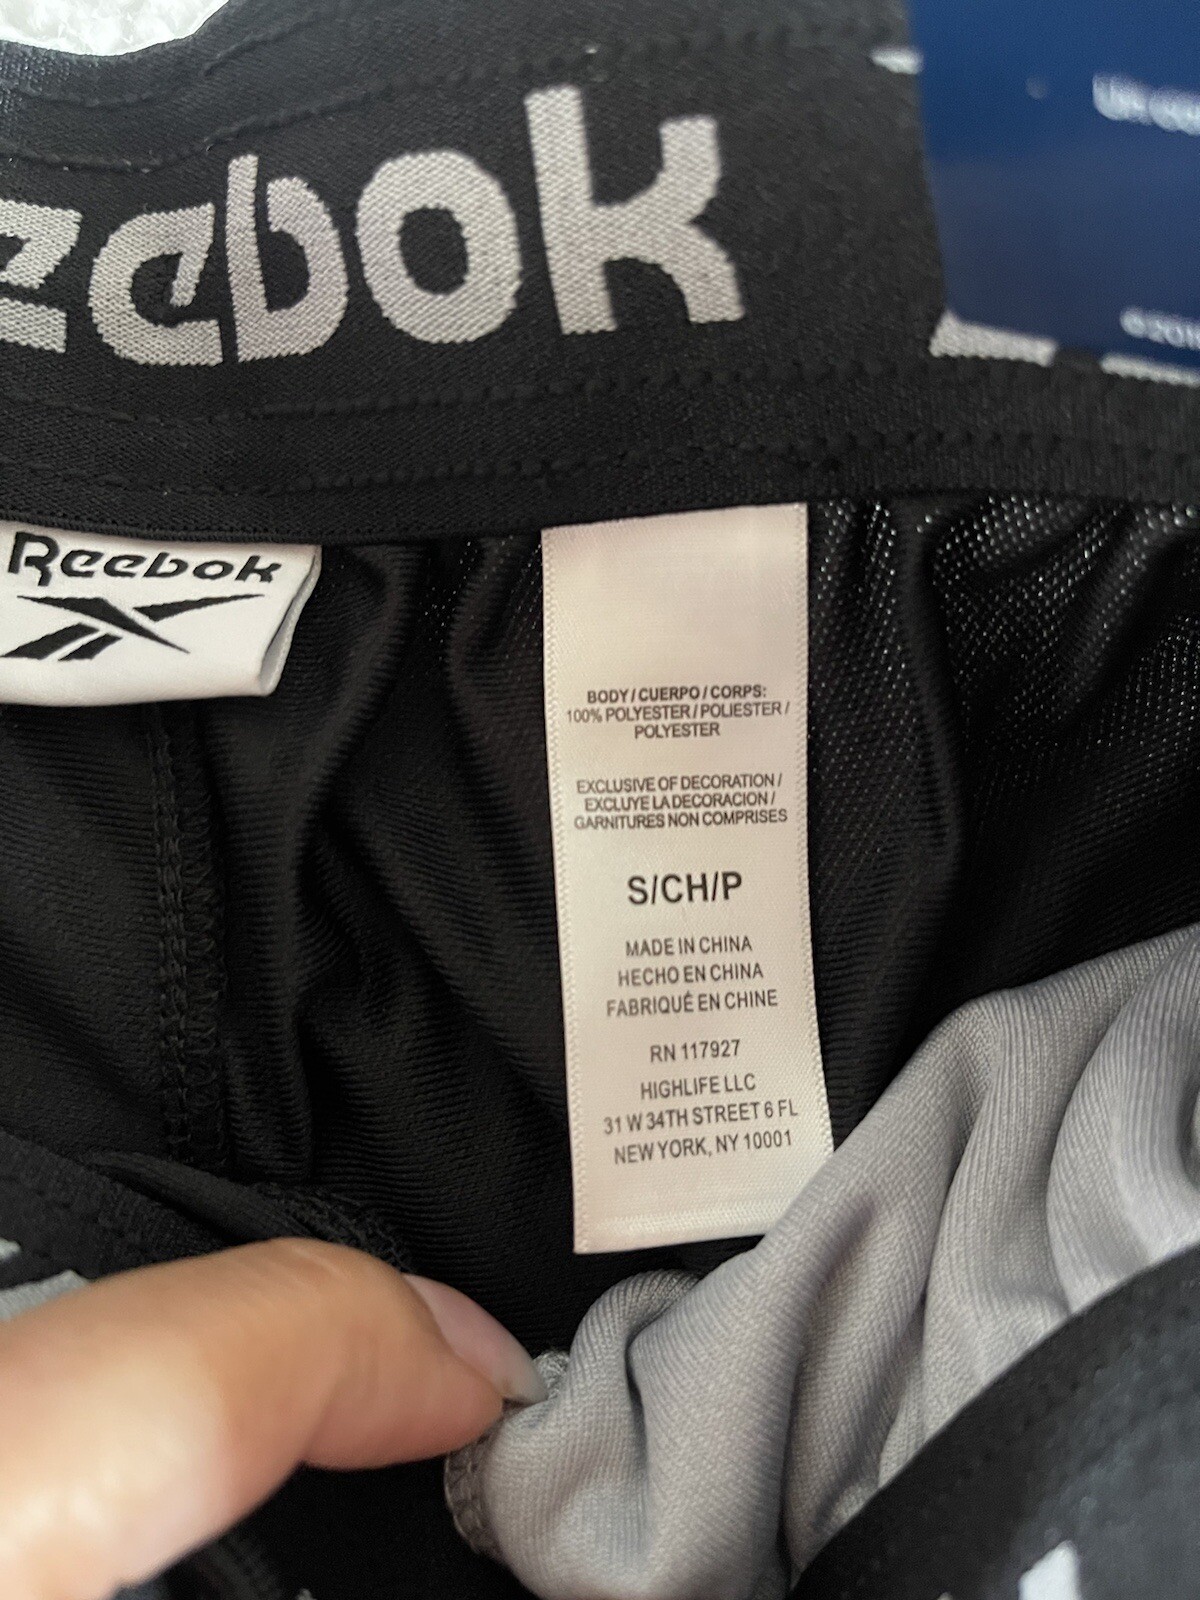 eebok
Reebok
BODY / CUERPO / CORPS:
100% POLYESTER / POLIESTER /
POLYESTER
EXCLUSIVE OF DECORATION /
EXCLUYE LA DECORACION /
GARNITURES NON COMPRISES
S/CH/P
MADE IN CHINA
HECHO EN CHINA
FABRIQUÉ EN CHINE
RN 117927
HIGHLIFE LLC
31 W 34TH STREET 6 FL
NEW YORK, NY 10001